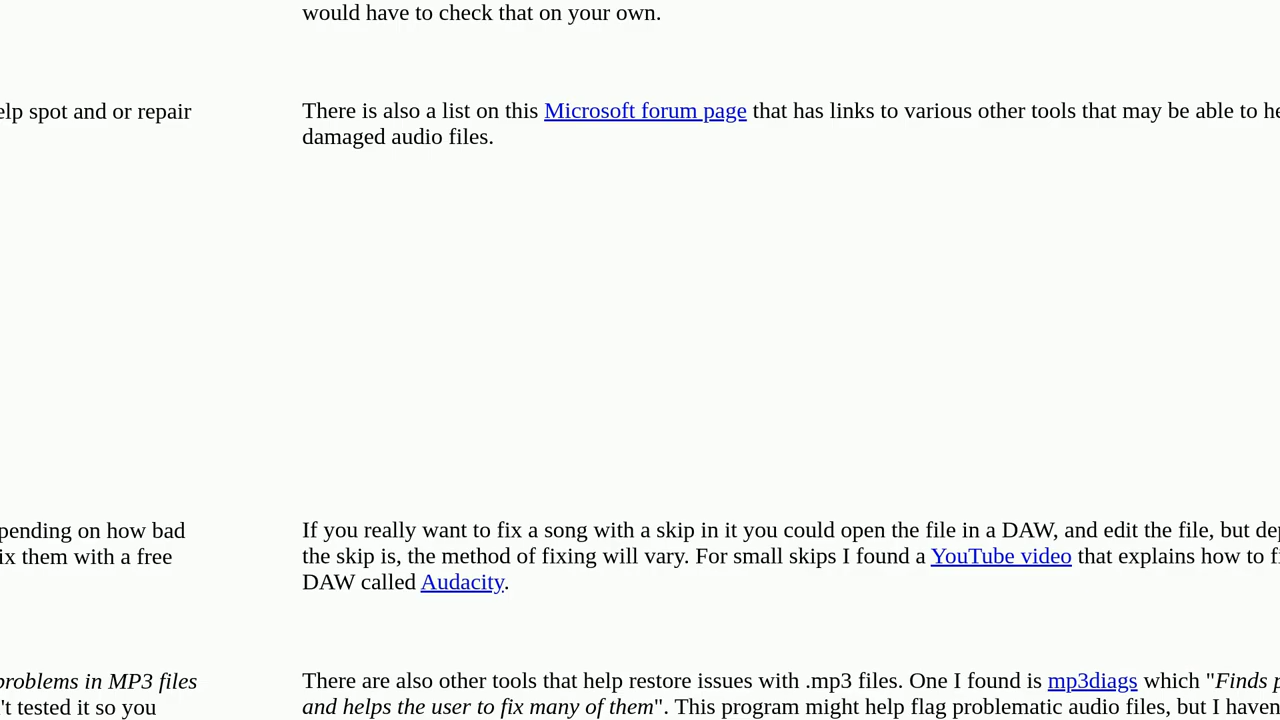 elp spot and or repair
pending on how bad
ix them with a free
problems in MP3 files
't tested it so you
would have to check that on your own.
There is also a list on this Microsoft forum page that has links to various other tools that may be able to he
damaged audio files.
If you really want to fix a song with a skip in it you could open the file in a DAW, and edit the file, but de
the skip is, the method of fixing will vary. For small skips I found a YouTube video that explains how to fi
DAW called Audacity.
There are also other tools that help restore issues with .mp3 files. One I found is mp3diags which "Finds p
and helps the user to fix many of them". This program might help flag problematic audio files, but I haven